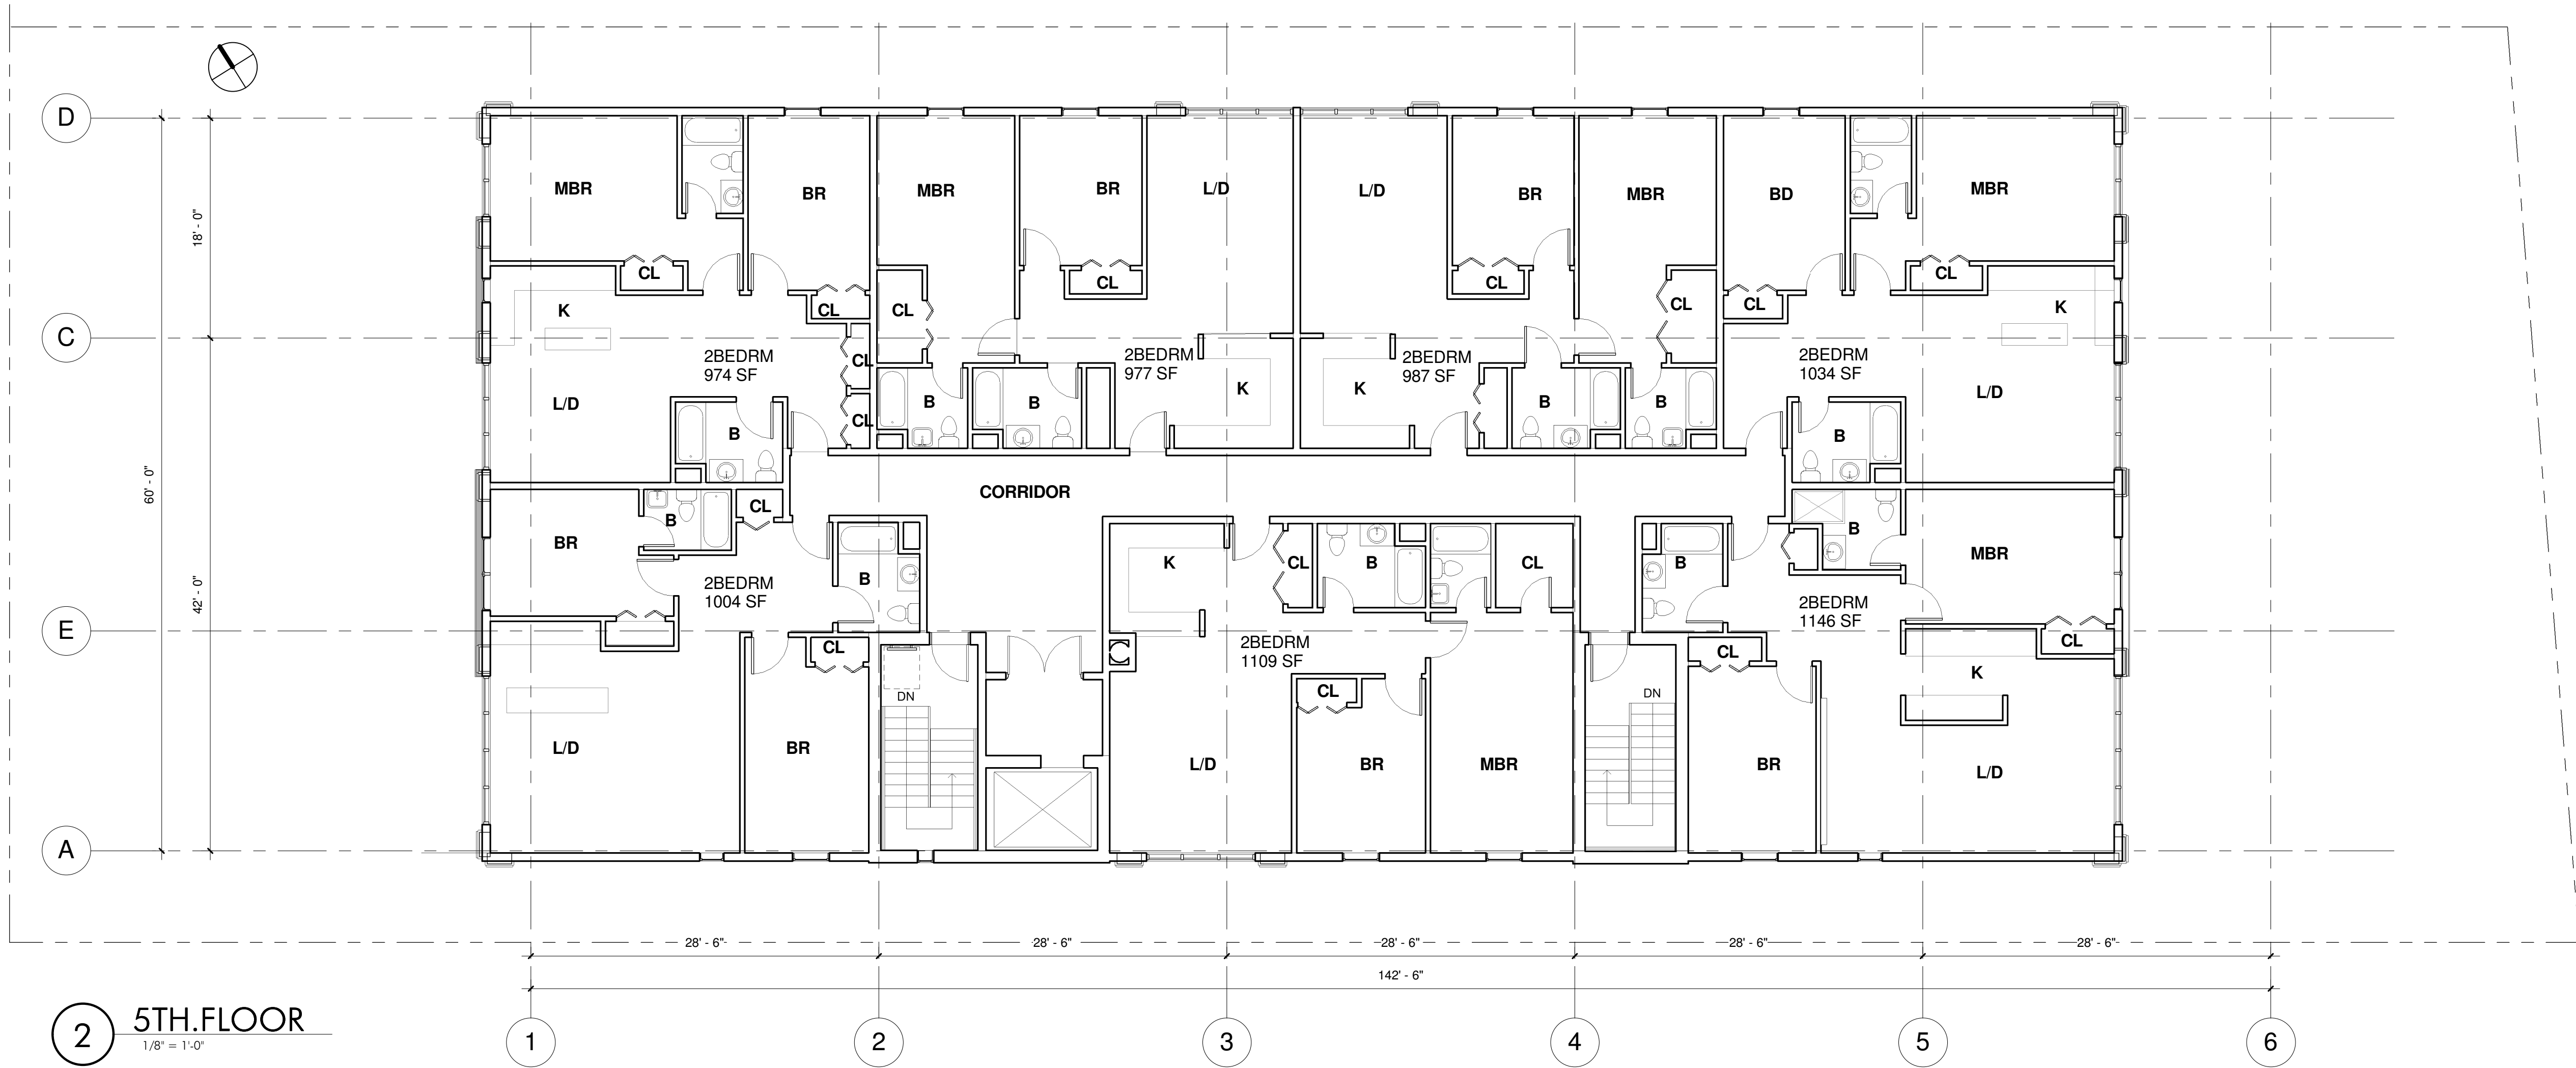 D
MBR
BR
MBR
BR
L/D
L/D
BR
MBR
BD
MBR
18' - 0"
CL
CL
CL
CL
CL
CL
CL
CL
K
CL
K
C
CL
2BEDRM
974 SF
2BEDRM
977 SF
2BEDRM
987 SF
2BEDRM
1034 SF
L/D
K
K
L/D
CL
B
B
B
B
B
B
60' - 0"
CORRIDOR
CL
B
B
BR
MBR
K
CL
B
CL
B
B
42' - 0"
2BEDRM
1004 SF
2BEDRM
1109 SF
2BEDRM
1146 SF
E
CL
CL
CL
K
CL
DN
DN
L/D
BR
L/D
BR
MBR
BR
L/D
A
28' - 6"
28' - 6"
28' - 6"
28' - 6"
28' - 6"
142' - 6"
2
5TH.FLOOR
1/8" = 1'-0"
1
2
3
4
5
6